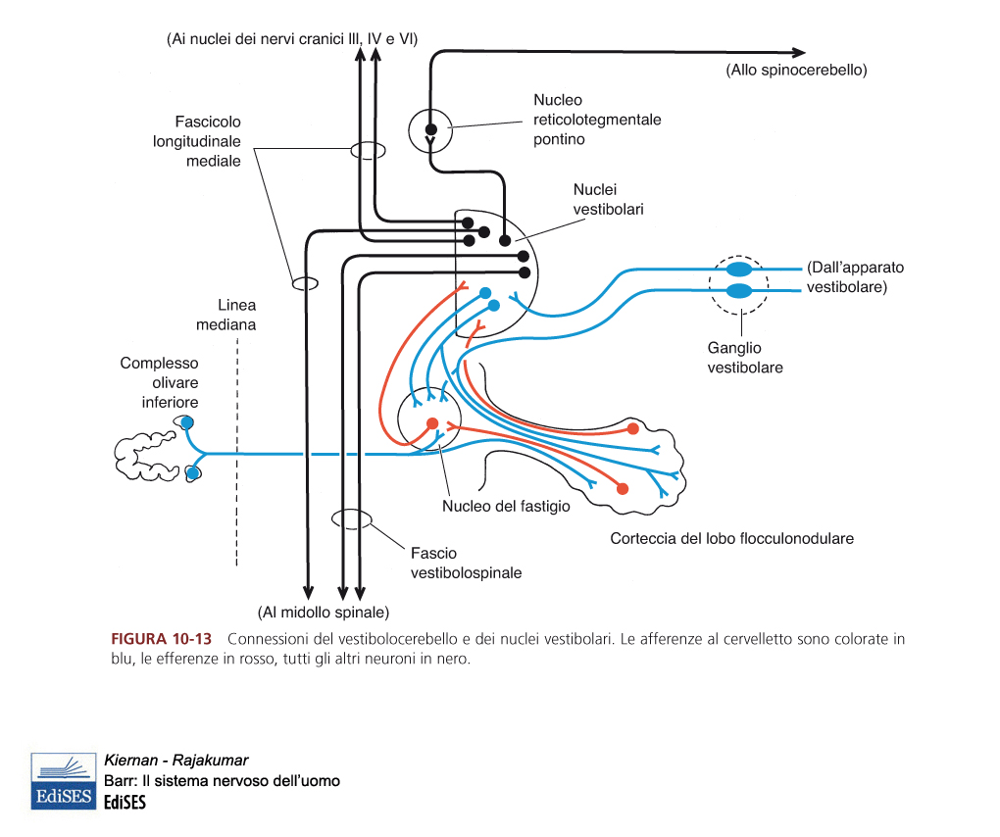 (Ai nuclei dei nervi cranici III, IV e VI)
(Allo spinocerebello)
Nucleo
reticolotegmentale
pontino
Fascicolo
longitudinale
mediale
Nuclei
vestibolari
(Dall'apparato
vestibolare)
Linea
mediana
Ganglio
vestibolare
Complesso
olivare
inferiore
Nucleo del fastigio
Corteccia del lobo flocculonodulare
Fascio
vestibolospinale
(Al midollo spinale)
FIGURA 10-13 Connessioni del vestibolocerebello e dei nuclei vestibolari. Le afferenze al cervelletto sono colorate in
blu, le efferenze in rosso, tutti gli altri neuroni in nero.
Kiernan - Rajakumar
Barr: Il sistema nervoso dell'uomo
EdiSES
EdiSES